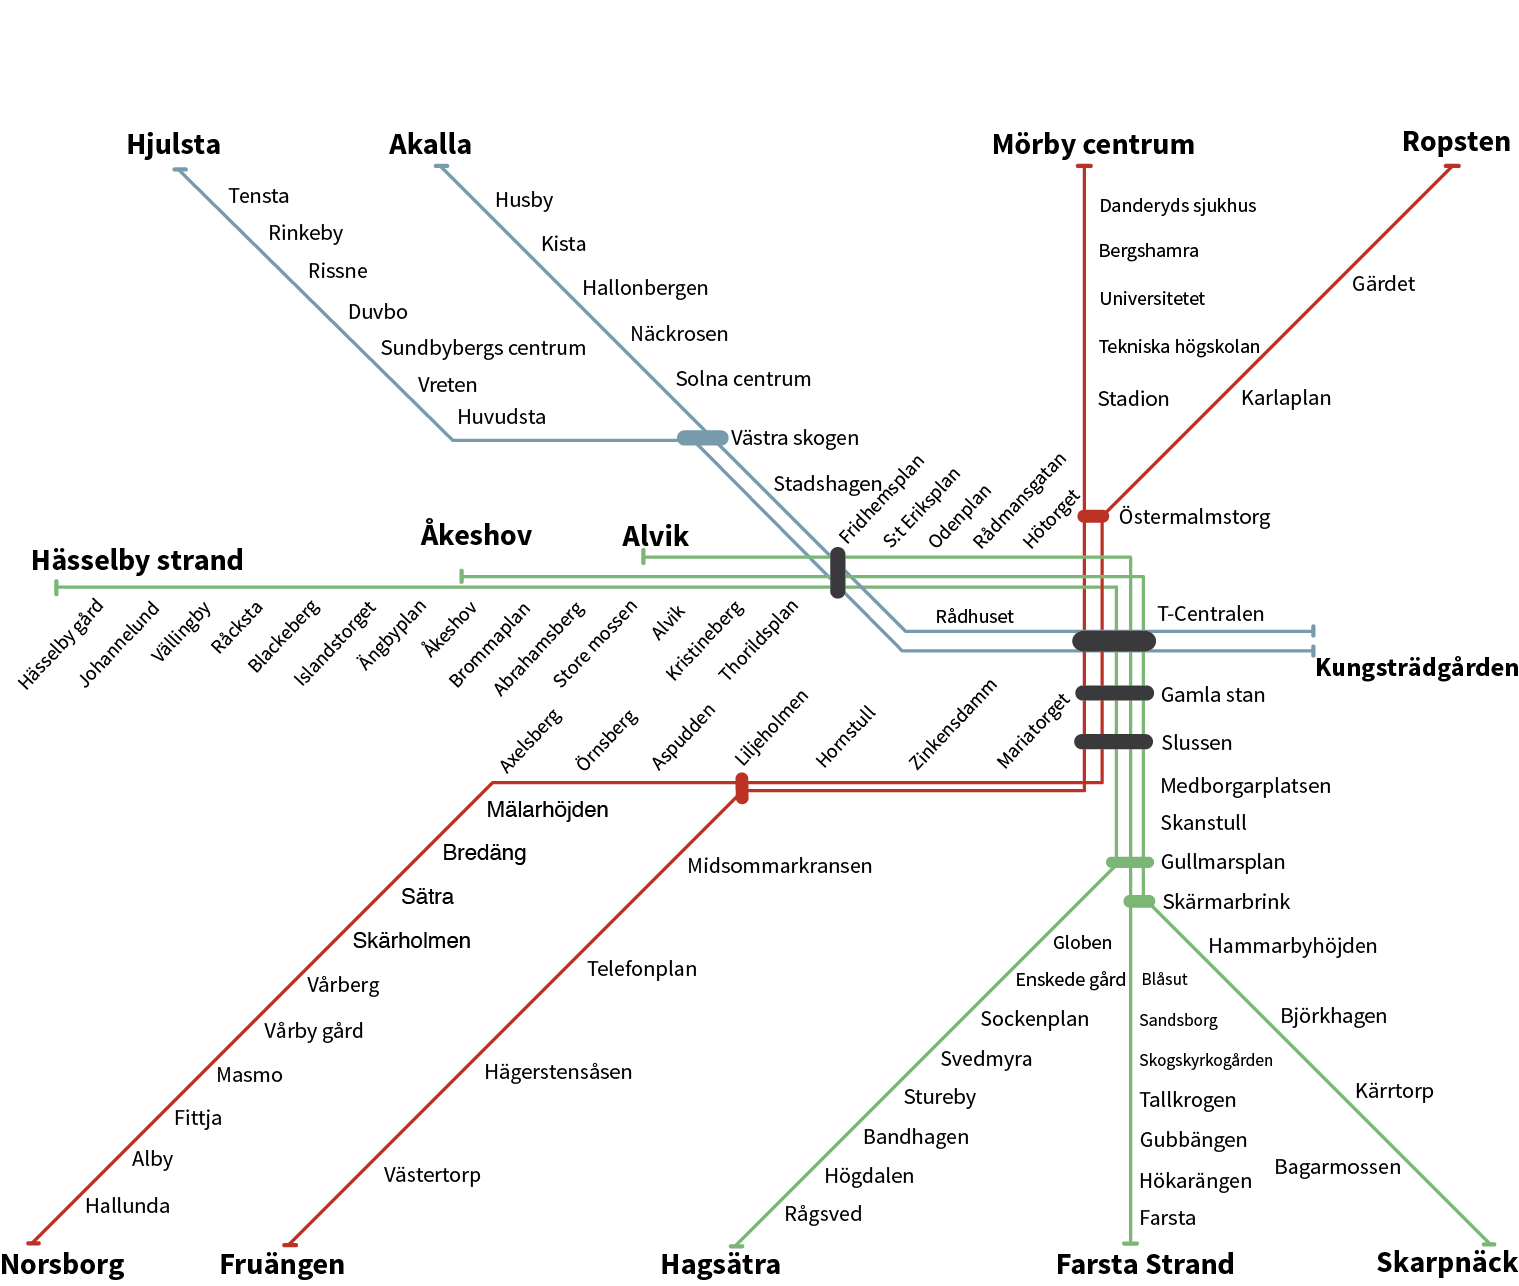 Hjulsta
Akalla
Mörby centrum
Ropsten
Tensta
Rinkeby
Rissne
Duvbo
Sundbybergs centrum
Vreten
Huvudsta
Husby
Kista
Hallonbergen
Näckrosen
Solna centrum
Västra skogen
Stadshagen
Danderyds sjukhus
Bergshamra
Universitetet
Tekniska högskolan
Stadion
Gärdet
Karlaplan
Östermalmstorg
Fridhemsplan
S:t Eriksplan
Odenplan
Rådmansgatan
Hötorget
Hässelby strand
Åkeshov
Alvik
Hässelby gård
Johannelund
Vällingby
Råcksta
Blackeberg
Islandstorget
Ängbyplan
Åkeshov
Brommaplan
Abrahamsberg
Store mossen
Alvik
Kristineberg
Thorildsplan
Rådhuset
T-Centralen
Kungsträdgården
Gamla stan
Slussen
Axelsberg
Örnsberg
Aspudden
Liljeholmen
Hornstull
Zinkensdamm
Mariatorget
Medborgarplatsen
Skanstull
Gullmarsplan
Skärmarbrink
Mälarhöjden
Bredäng
Sätra
Skärholmen
Vårberg
Vårby gård
Masmo
Fittja
Alby
Hallunda
Midsommarkransen
Telefonplan
Hägerstensåsen
Västertorp
Globen
Enskede gård
Sockenplan
Svedmyra
Stureby
Bandhagen
Högdalen
Rågsved
Blåsut
Sandsborg
Skogskyrkogården
Tallkrogen
Gubbängen
Hökarängen
Farsta
Hammarbyhöjden
Björkhagen
Kärrtorp
Bagarmossen
Norsborg
Fruängen
Hagsätra
Farsta Strand
Skarpnäck